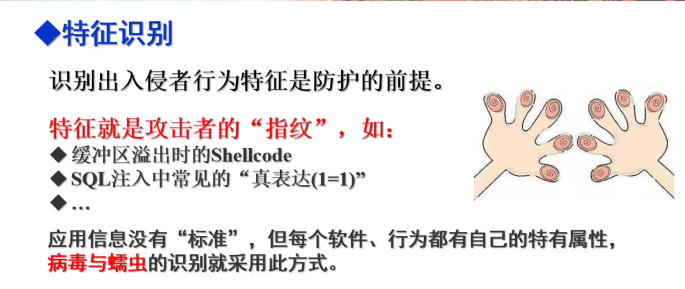 ◆特征识别
识别出入侵者行为特征是防护的前提。
特征就是攻击者的“指纹”，如：
◆ 缓冲区溢出时的Shellcode
◆ SQL注入中常见的“真表达(1=1)”
◆ …
应用信息没有“标准”，但每个软件、行为都有自己的特有属性，
病毒与蠕虫的识别就采用此方式。